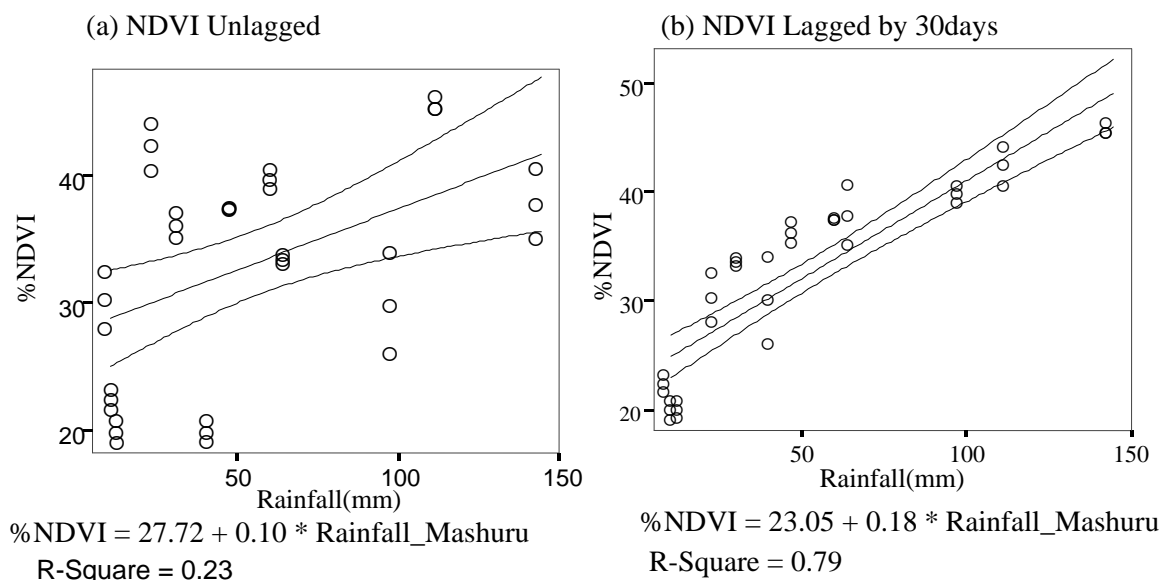 (a) NDVI Unlagged
%NDVI
40
30
20
50
100
150
Rainfall(mm)
%NDVI = 27.72 + 0.10 * Rainfall_Mashuru
R-Square = 0.23
(b) NDVI Lagged by 30days
%NDVI
50
40
30
20
50
100
150
Rainfall(mm)
%NDVI = 23.05 + 0.18 * Rainfall_Mashuru
R-Square = 0.79